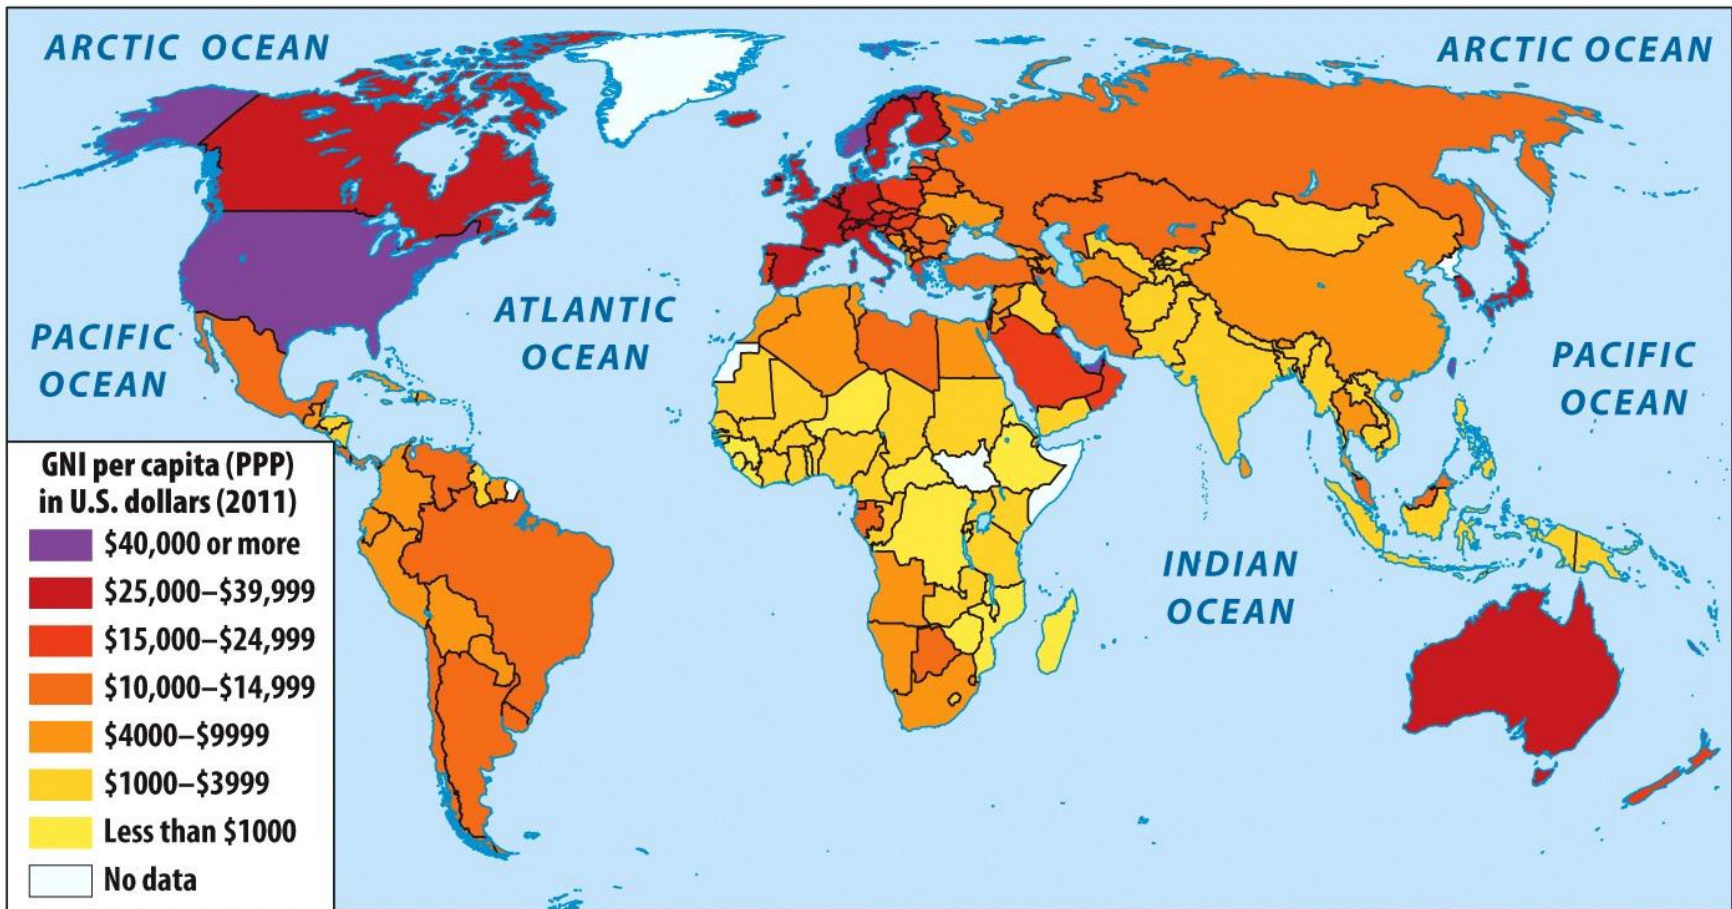 ARCTIC OCEAN
ARCTIC OCEAN
ATLANTIC
OCEAN
PACIFIC
OCEAN
PACIFIC
OCEAN
INDIAN
OCEAN
GNI per capita (PPP)
in U.S. dollars (2011)
$40,000 or more
$25,000–$39,999
$15,000–$24,999
$10,000–$14,999
$4000–$9999
$1000–$3999
Less than $1000
No data